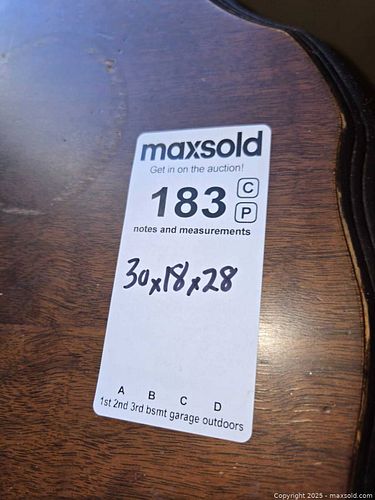 maxsold
Get in on the auction!
183 C
P
notes and measurements
30x18x28
A B C D
1st 2nd 3rd bsmt garage outdoors
Copyright 2025 - maxsold.com